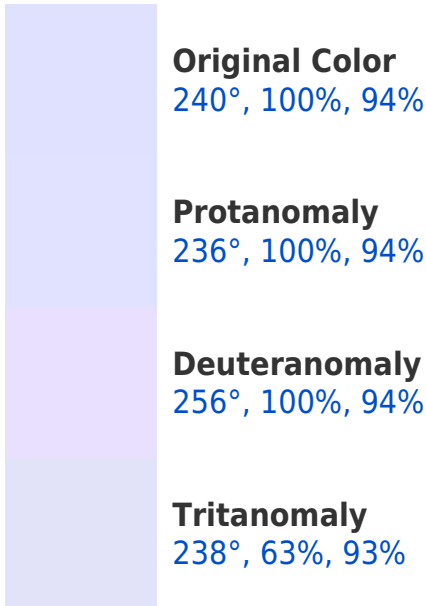 Original Color
240°, 100%, 94%
Protanomaly
236°, 100%, 94%
Deuteranomaly
256°, 100%, 94%
Tritanomaly
238°, 63%, 93%